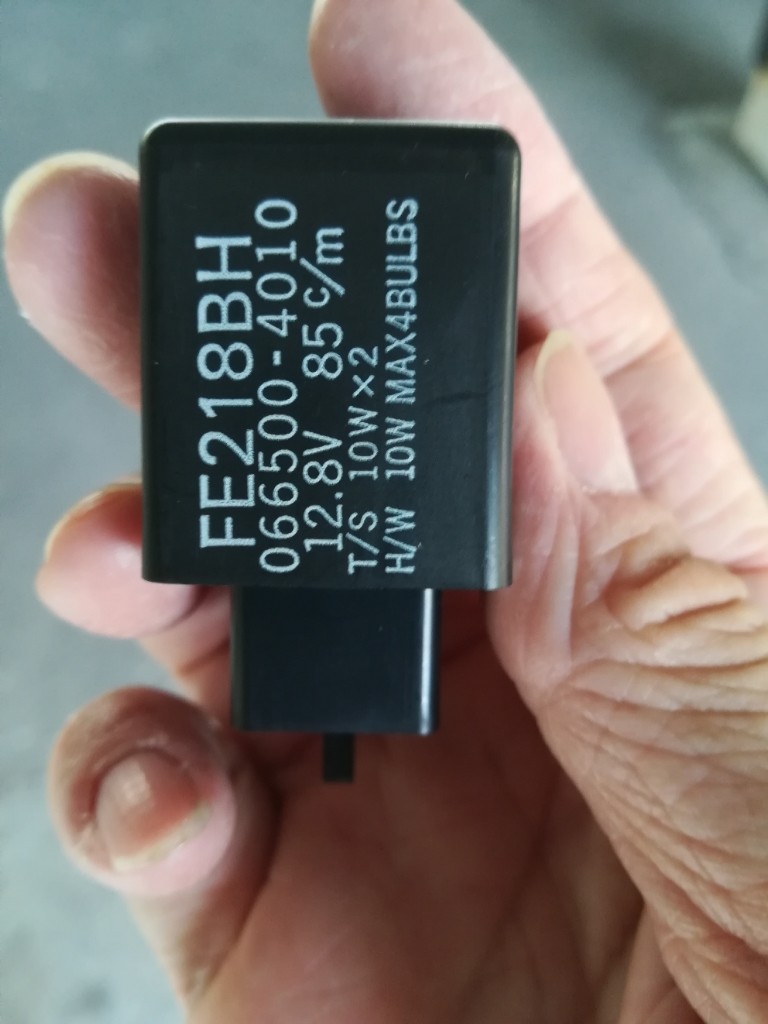 FE218BH
066500-4010
12.8V 85 c/m
T/S 10W×2
H/W 10W MAX4BULBS